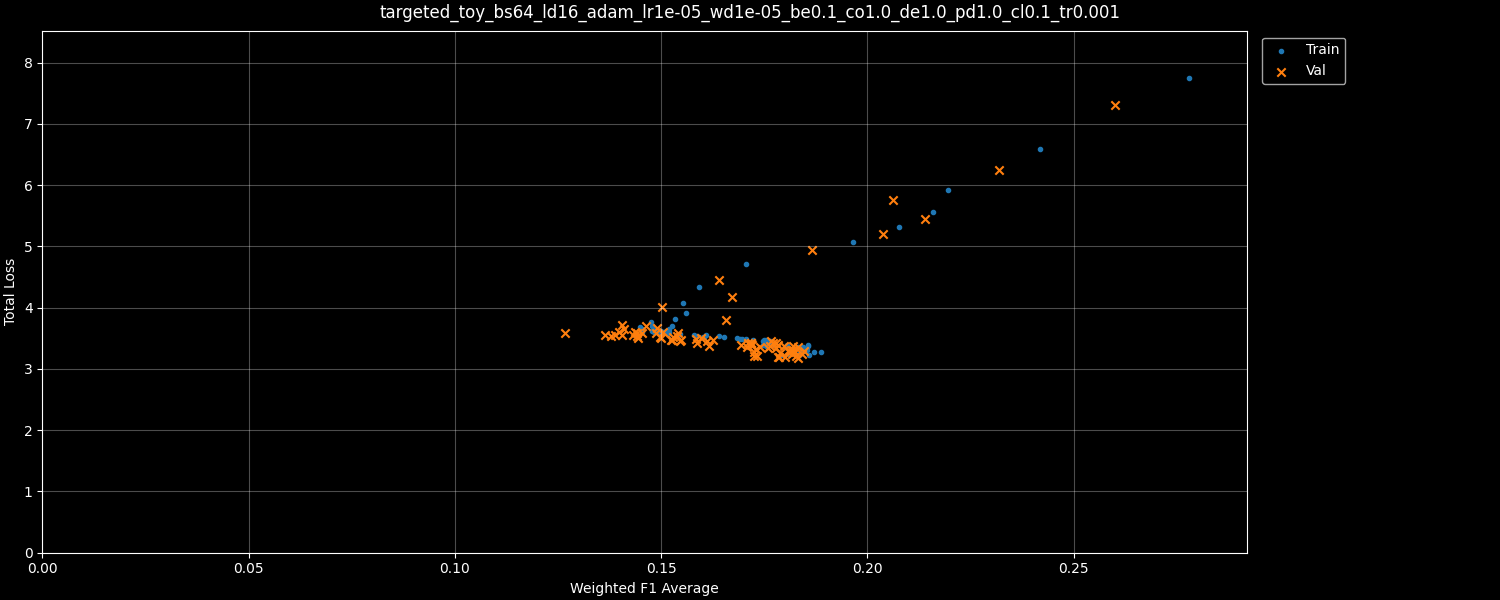 targeted_toy_bs64_ld16_adam_lr1e-05_wd1e-05_be0.1_co1.0_de1.0_pd1.0_cl0.1_tr0.001
Train
Val
8
7
6
5
4
3
2
1
0
Total Loss
0.00 0.05 0.10 0.15 0.20 0.25
Weighted F1 Average